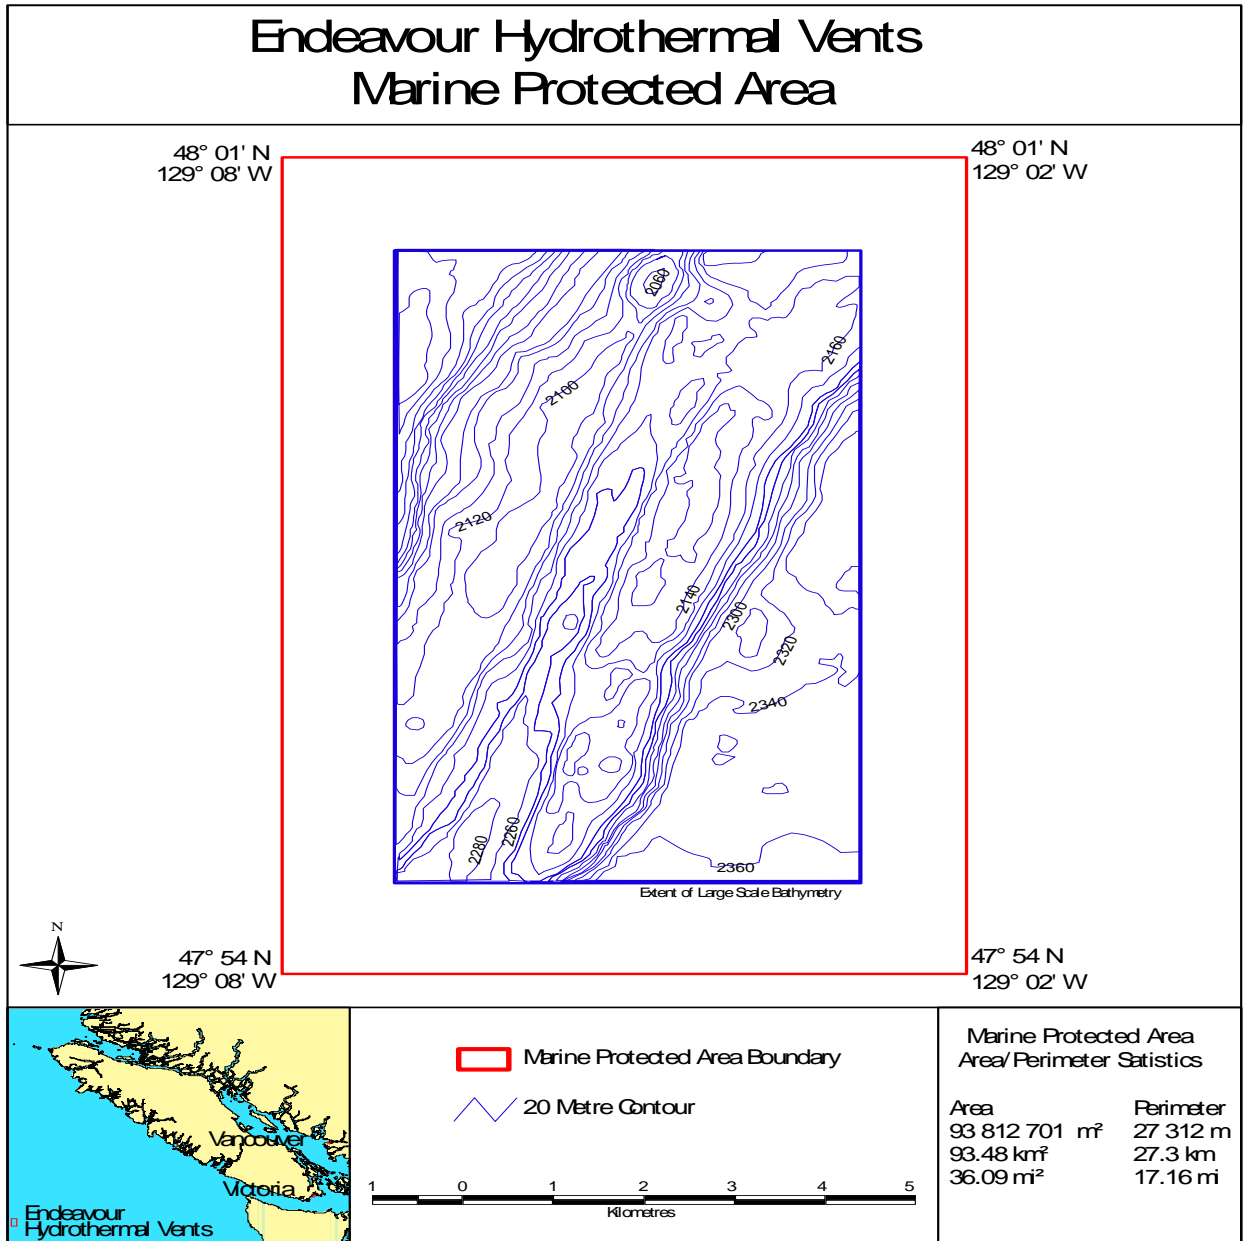 Endeavour Hydrothermal Vents
Marine Protected Area
48° 01' N
129° 08' W
48° 01' N
129° 02' W
2060
2160
2100
2120
2140
2300
2320
2340
2260
2280
2360
Extent of Large Scale Bathymetry
N
47° 54 N
129° 08' W
47° 54 N
129° 02' W
Vancouver
Victoria
Endeavour
Hydrothermal Vents
Marine Protected Area Boundary
20 Metre Contour
1 0 1 2 3 4 5
Kilometres
Marine Protected Area
Area/Perimeter Satistics
Area Perimeter
93 812 701 m² 27 312 m
93.48 km² 27.3 km
36.09 mi² 17.16 mi